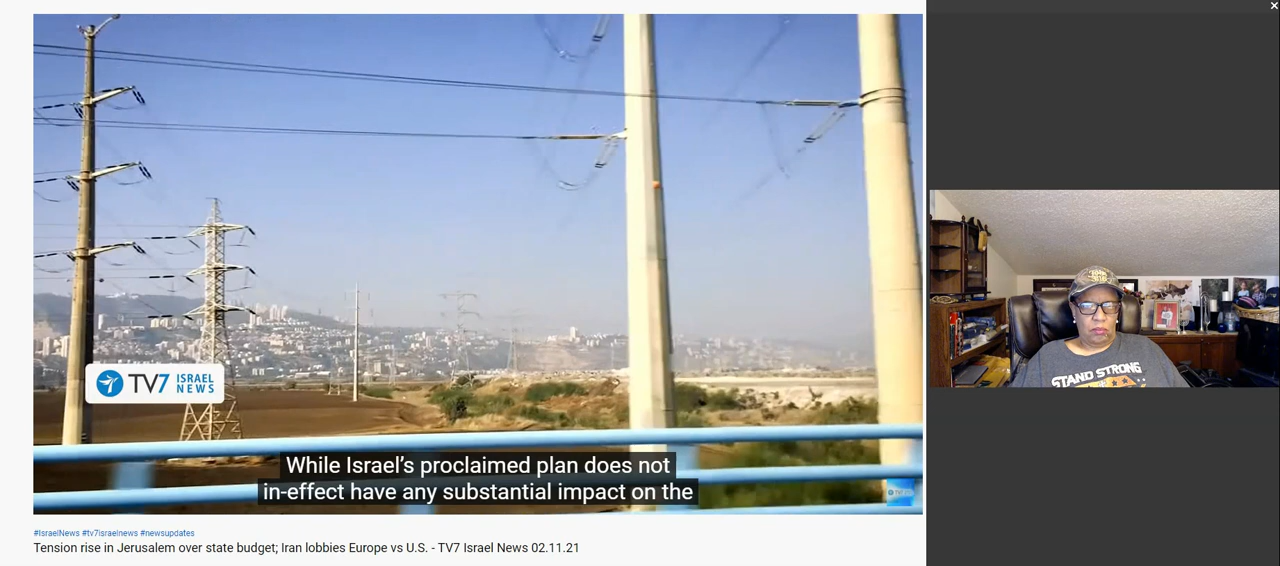 TV7 ISRAEL
NEWS
While Israel’s proclaimed plan does not
in-effect have any substantial impact on the
#IsraelNews #tv7israelnews #newsupdates
Tension rise in Jerusalem over state budget; Iran lobbies Europe vs U.S. - TV7 Israel News 02.11.21
STAND STRONG